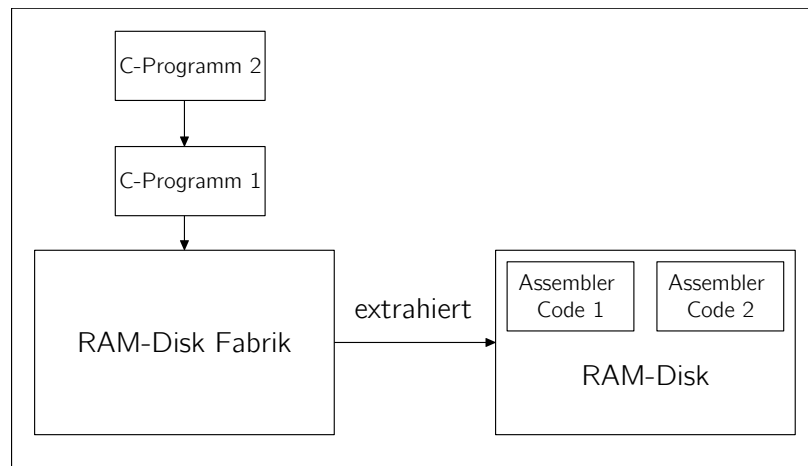 C-Programm 2
C-Programm 1
RAM-Disk Fabrik
extrahiert
Assembler
Code 1
Assembler
Code 2
RAM-Disk